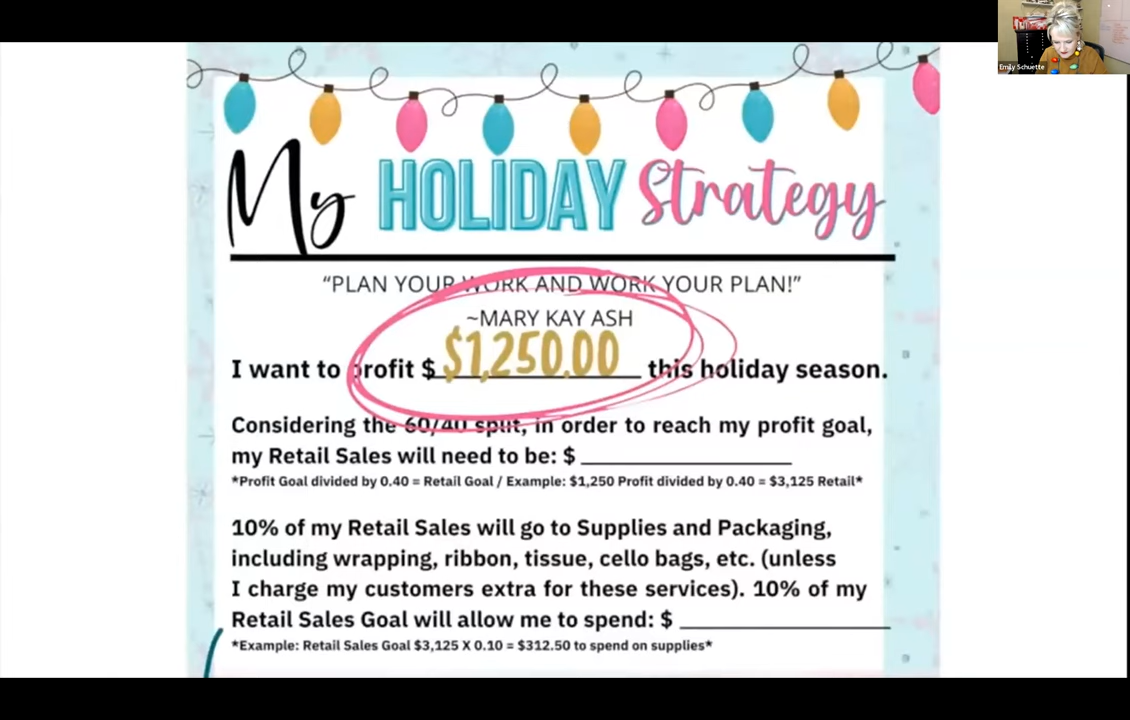 Emily Schuette
My HOLIDAY Strategy
“PLAN YOUR WORK AND WORK YOUR PLAN!”
~MARY KAY ASH
I want to profit $ $1,250.00 this holiday season.
Considering the 60/40 split, in order to reach my profit goal,
my Retail Sales will need to be: $
*Profit Goal divided by 0.40 = Retail Goal / Example: $1,250 Profit divided by 0.40 = $3,125 Retail*
10% of my Retail Sales will go to Supplies and Packaging,
including wrapping, ribbon, tissue, cello bags, etc. (unless
I charge my customers extra for these services). 10% of my
Retail Sales Goal will allow me to spend: $
*Example: Retail Sales Goal $3,125 X 0.10 = $312.50 to spend on supplies*